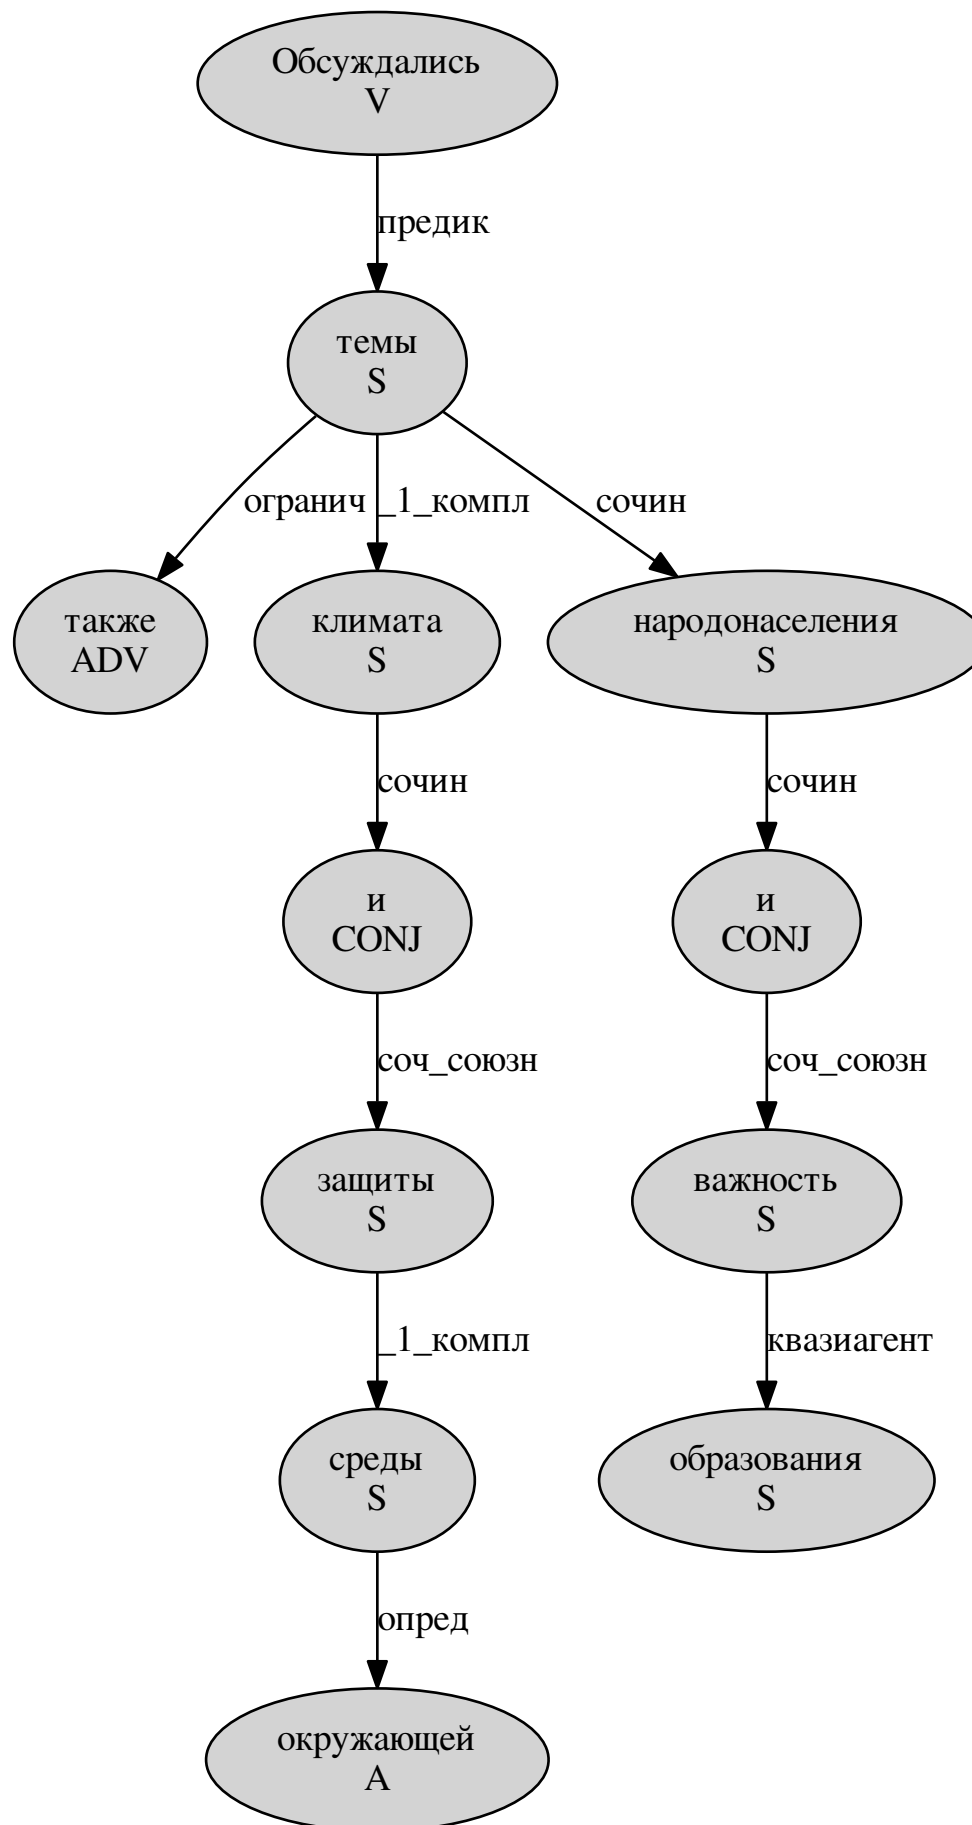 Обсуждались
V
предик
темы
S
огранич
_1_компл
сочин
также
ADV
климата
S
народонаселения
S
сочин
сочин
и
CONJ
и
CONJ
соч_союзн
соч_союзн
защиты
S
важность
S
_1_компл
квазиагент
среды
S
образования
S
опред
окружающей
A